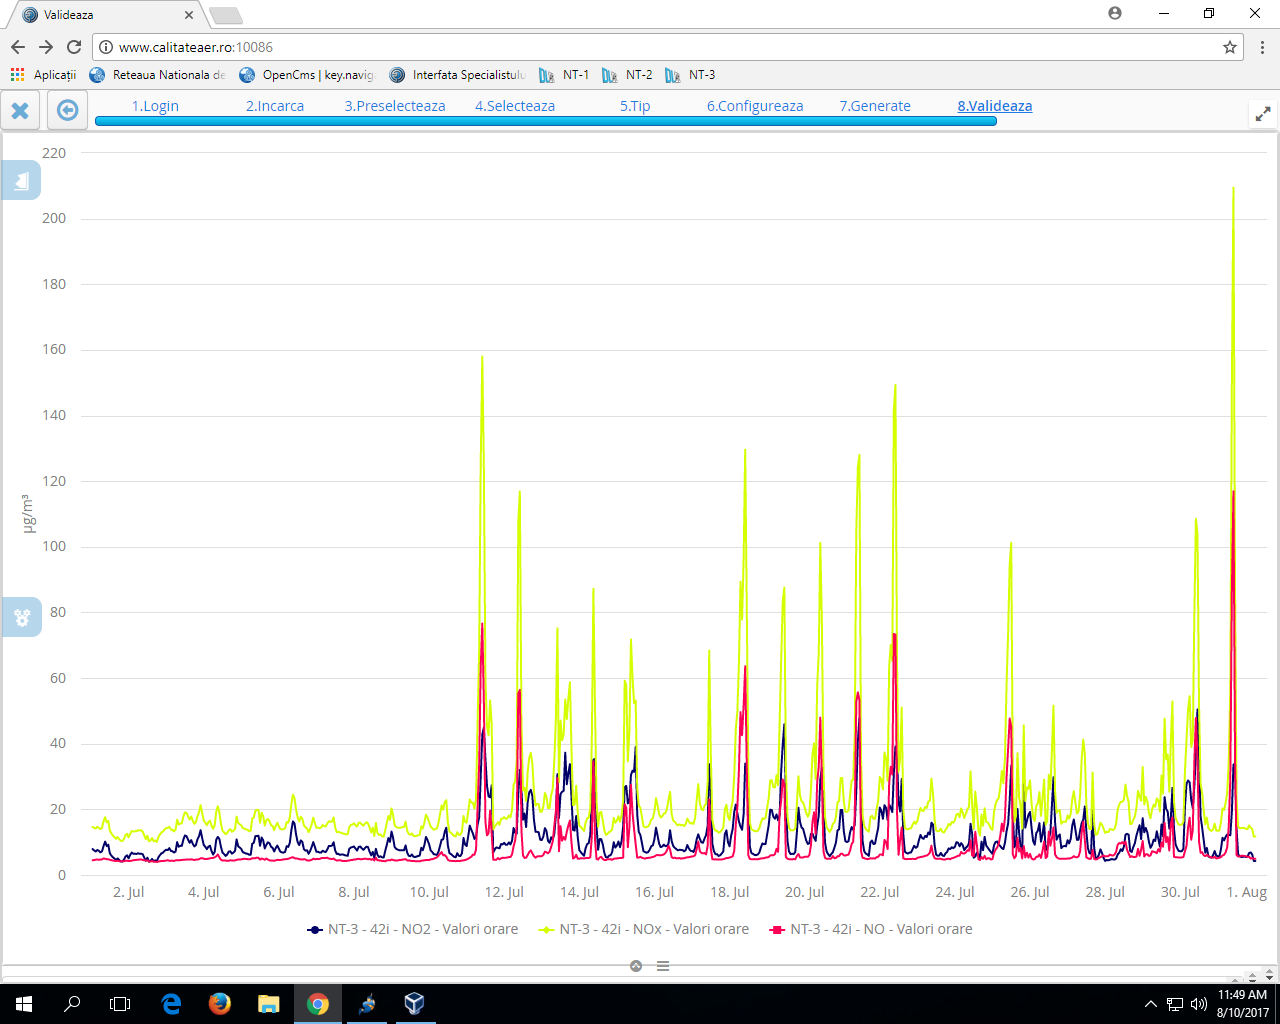 Valideaza
www.calitateaer.ro:10086
Aplicații Reteaua Nationala de OpenCms | key.navig Interfata Specialistulu NT-1 NT-2 NT-3
1.Login 2.Incarca 3.Preselecteaza 4.Selecteaza 5.Tip 6.Configureaza 7.Generate 8.Valideaza
220
200
180
160
140
120
100
80
60
40
20
0
µg/m³
2. Jul 4. Jul 6. Jul 8. Jul 10. Jul 12. Jul 14. Jul 16. Jul 18. Jul 20. Jul 22. Jul 24. Jul 26. Jul 28. Jul 30. Jul 1. Aug
NT-3 - 42i - NO2 - Valori orare NT-3 - 42i - NOx - Valori orare NT-3 - 42i - NO - Valori orare
11:49 AM
8/10/2017